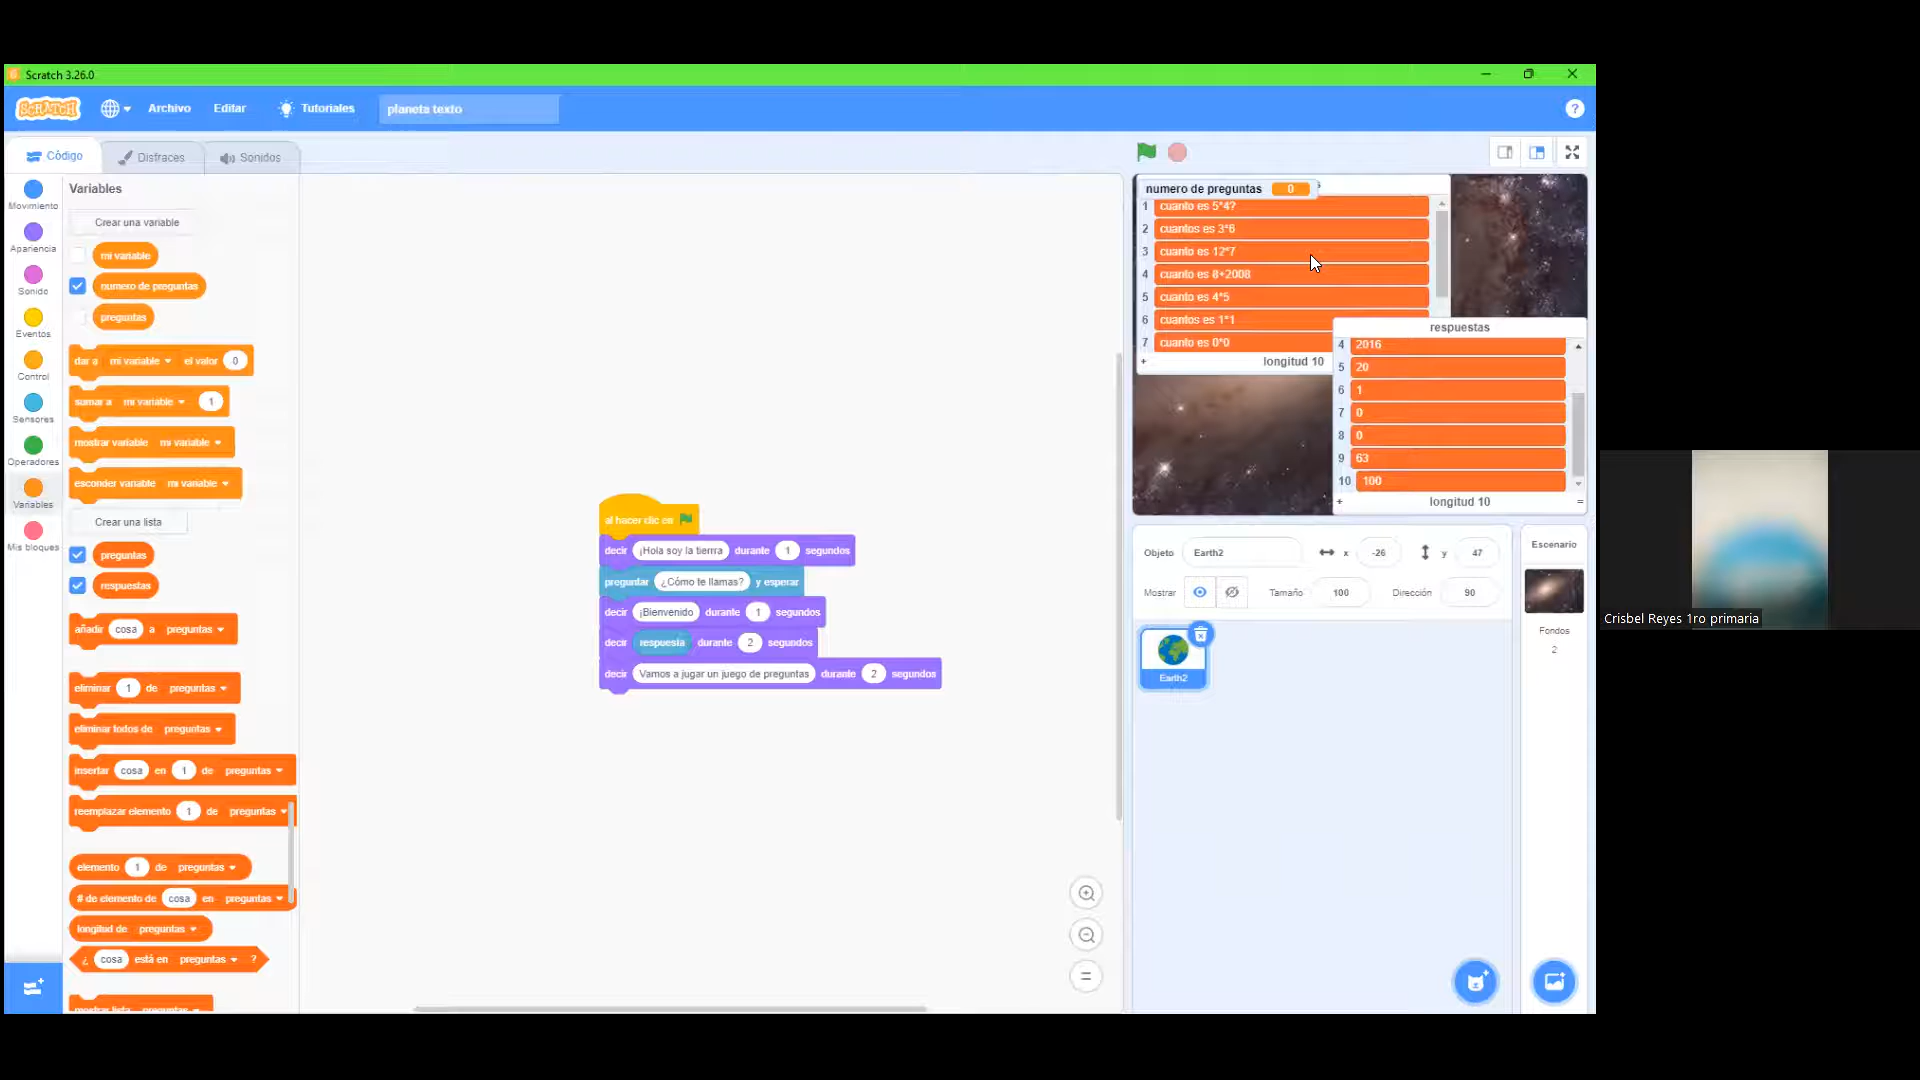 Scratch 3.26.0
SCRATCH
Archivo
Editar
Tutoriales
planeta texto
?
Código
Disfraces
Sonidos
Movimiento
Apariencia
Sonido
Eventos
Control
Sensores
Operadores
Variables
Mis bloques
Variables
Crear una variable
mi variable
numero de preguntas
preguntas
dar a mi variable el valor 0
sumar a mi variable 1
mostrar variable mi variable
esconder variable mi variable
Crear una lista
preguntas
respuestas
añadir cosa a preguntas
eliminar 1 de preguntas
eliminar todos de preguntas
insertar cosa en 1 de preguntas
reemplazar elemento 1 de preguntas
elemento 1 de preguntas
# de elemento de cosa en preguntas
longitud de preguntas
¿ cosa está en preguntas ?
mostrar lista preguntas
al hacer clic en
decir ¡Hola soy la tierrra durante 1 segundos
preguntar ¿Cómo te llamas? y esperar
decir ¡Bienvenido durante 1 segundos
decir respuesta durante 2 segundos
decir Vamos a jugar un juego de preguntas durante 2 segundos
numero de preguntas 0
1 cuanto es 5*4?
2 cuantos es 3*6
3 cuanto es 12*7
4 cuanto es 8+2008
5 cuanto es 4*5
6 cuantos es 1*1
7 cuanto es 0*0
+ longitud 10
respuestas
4 2016
5 20
6 1
7 0
8 0
9 63
10 100
+ longitud 10 =
Objeto Earth2 x -26 y 47
Mostrar Tamaño 100 Dirección 90
Earth2
Escenario
Fondos
2
Crisbel Reyes 1ro primaria